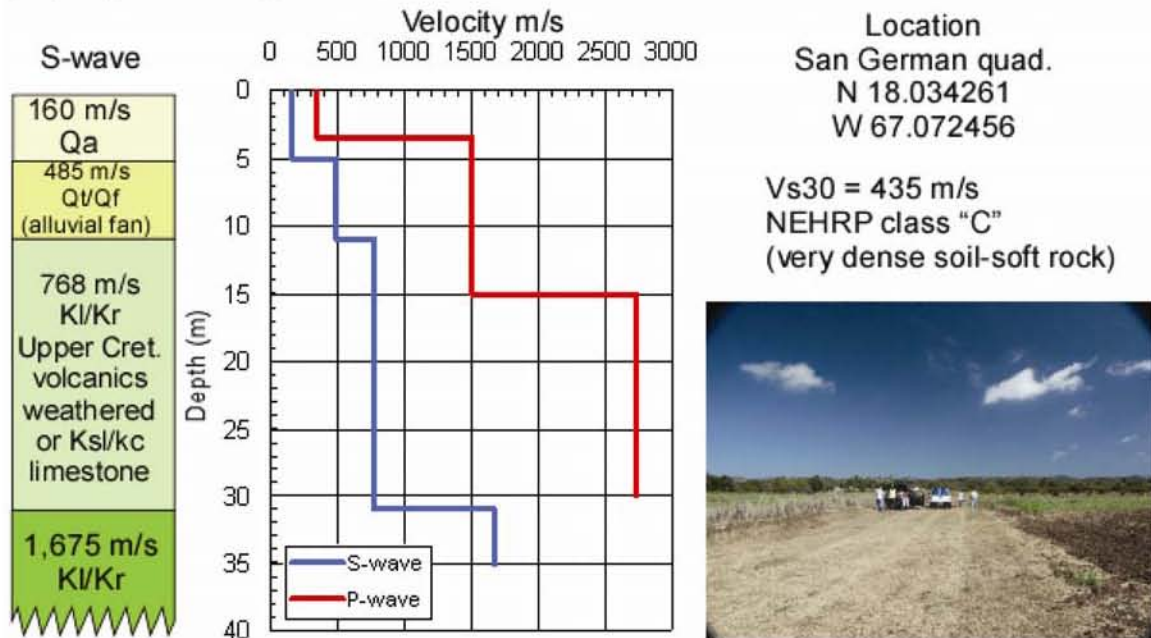 S-wave
160 m/s
Qa
485 m/s
Qt/Qf
(alluvial fan)
768 m/s
Kl/Kr
Upper Cret.
volcanics
weathered
or Ksl/kc
limestone
1,675 m/s
Kl/Kr
Velocity m/s
0 500 1000 1500 2000 2500 3000
Depth (m)
0
5
10
15
20
25
30
35
40
S-wave
P-wave
Location
San German quad.
N 18.034261
W 67.072456
Vs30 = 435 m/s
NEHRP class “C”
(very dense soil-soft rock)